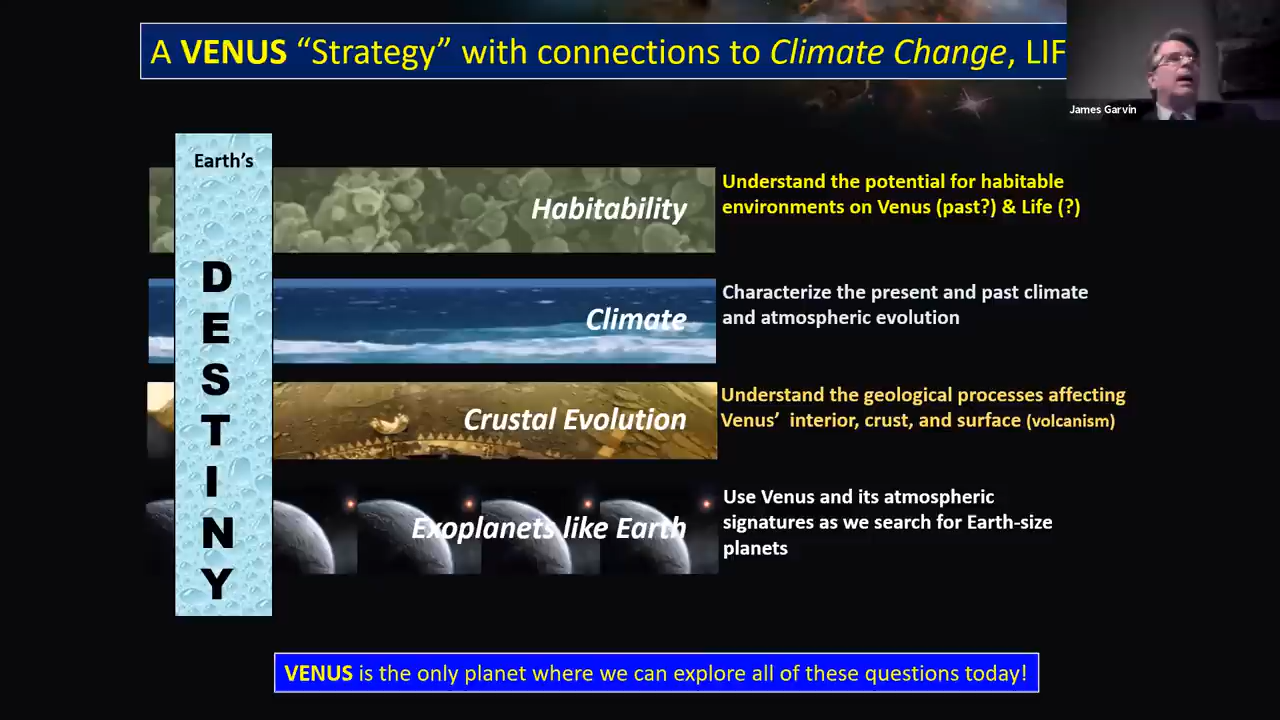 A VENUS “Strategy” with connections to Climate Change, LIF
James Garvin
Earth’s
DESTINY
Habitability
Understand the potential for habitable
environments on Venus (past?) & Life (?)
Climate
Characterize the present and past climate
and atmospheric evolution
Crustal Evolution
Understand the geological processes affecting
Venus’ interior, crust, and surface (volcanism)
Exoplanets like Earth
Use Venus and its atmospheric
signatures as we search for Earth-size
planets
VENUS is the only planet where we can explore all of these questions today!